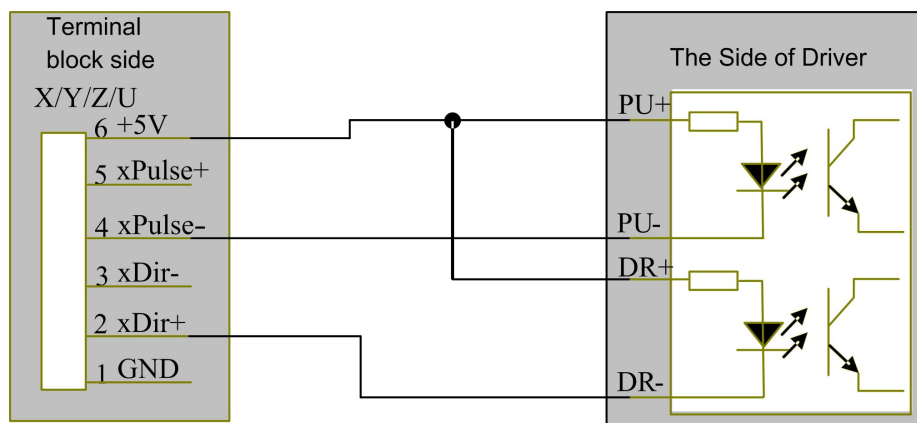 Terminal
block side
X/Y/Z/U
6 +5V
5 xPulse+
4 xPulse-
3 xDir-
2 xDir+
1 GND
The Side of Driver
PU+
PU-
DR+
DR-